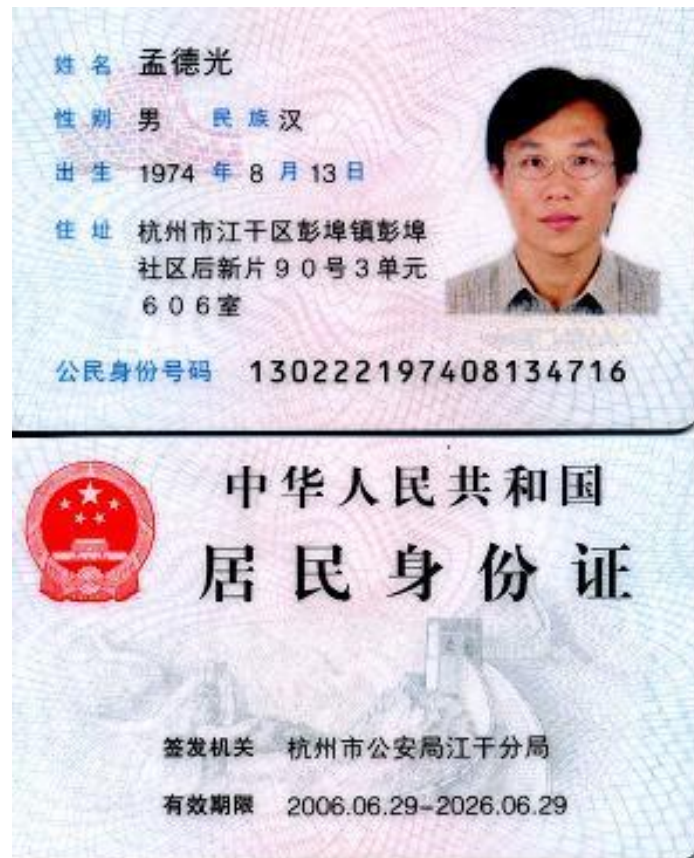 姓名 孟德光
性别 男 民族 汉
出生 1974 年 8 月 13 日
住址 杭州市江干区彭埠镇彭埠
社区后新片９０号３单元
６０６室
公民身份号码 130222197408134716
中华人民共和国
居民身份证
签发机关 杭州市公安局江干分局
有效期限 2006.06.29-2026.06.29